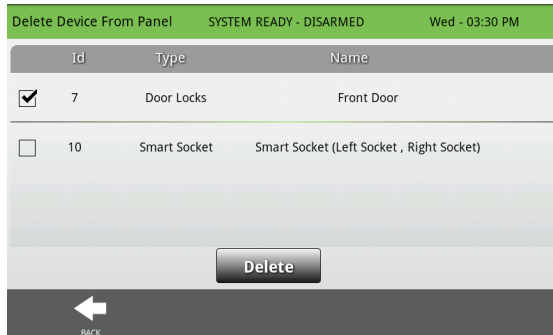 Delete Device From Panel SYSTEM READY - DISARMED Wed - 03:30 PM
Id Type Name
7 Door Locks Front Door
10 Smart Socket Smart Socket (Left Socket , Right Socket)
Delete
BACK